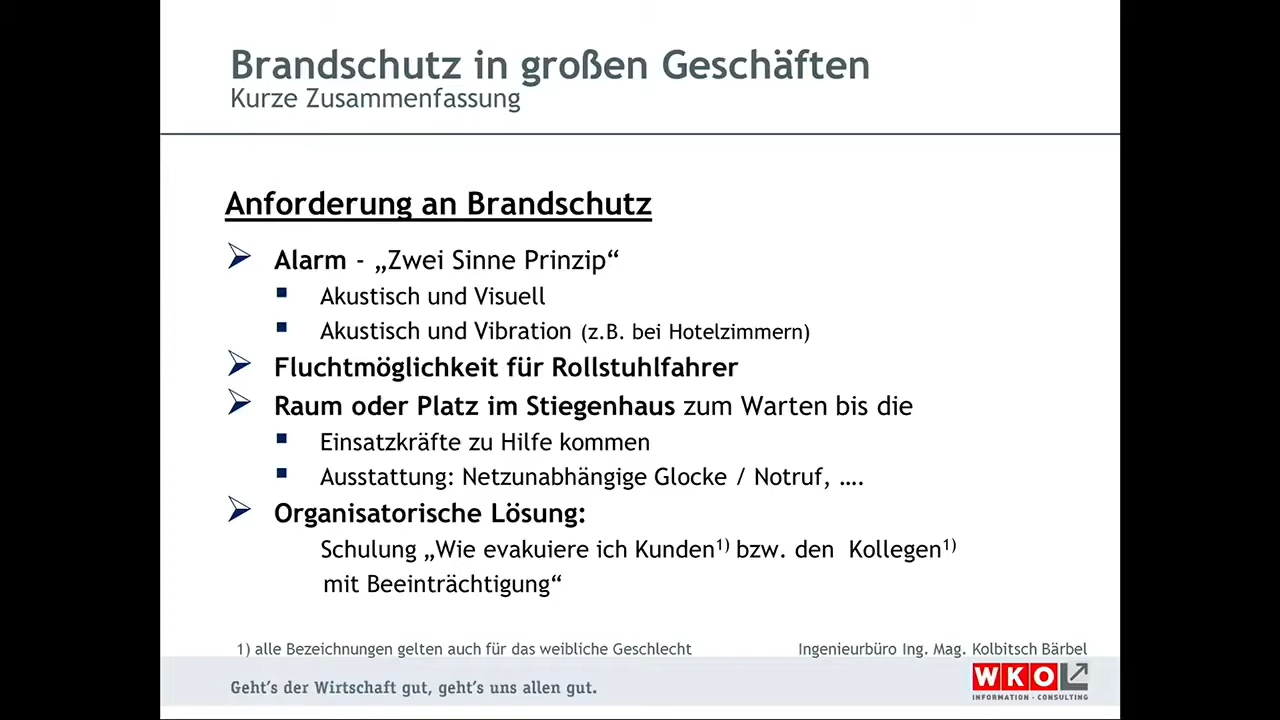 Brandschutz in großen Geschäften
Kurze Zusammenfassung
Anforderung an Brandschutz
Alarm - „Zwei Sinne Prinzip“
Akustisch und Visuell
Akustisch und Vibration (z.B. bei Hotelzimmern)
Fluchtmöglichkeit für Rollstuhlfahrer
Raum oder Platz im Stiegenhaus zum Warten bis die
Einsatzkräfte zu Hilfe kommen
Ausstattung: Netzunabhängige Glocke / Notruf, ….
Organisatorische Lösung:
Schulung „Wie evakuiere ich Kunden1) bzw. den Kollegen1)
mit Beeinträchtigung“
1) alle Bezeichnungen gelten auch für das weibliche Geschlecht
Ingenieurbüro Ing. Mag. Kolbitsch Bärbel
Geht’s der Wirtschaft gut, geht’s uns allen gut.
WKO
INFORMATION · CONSULTING